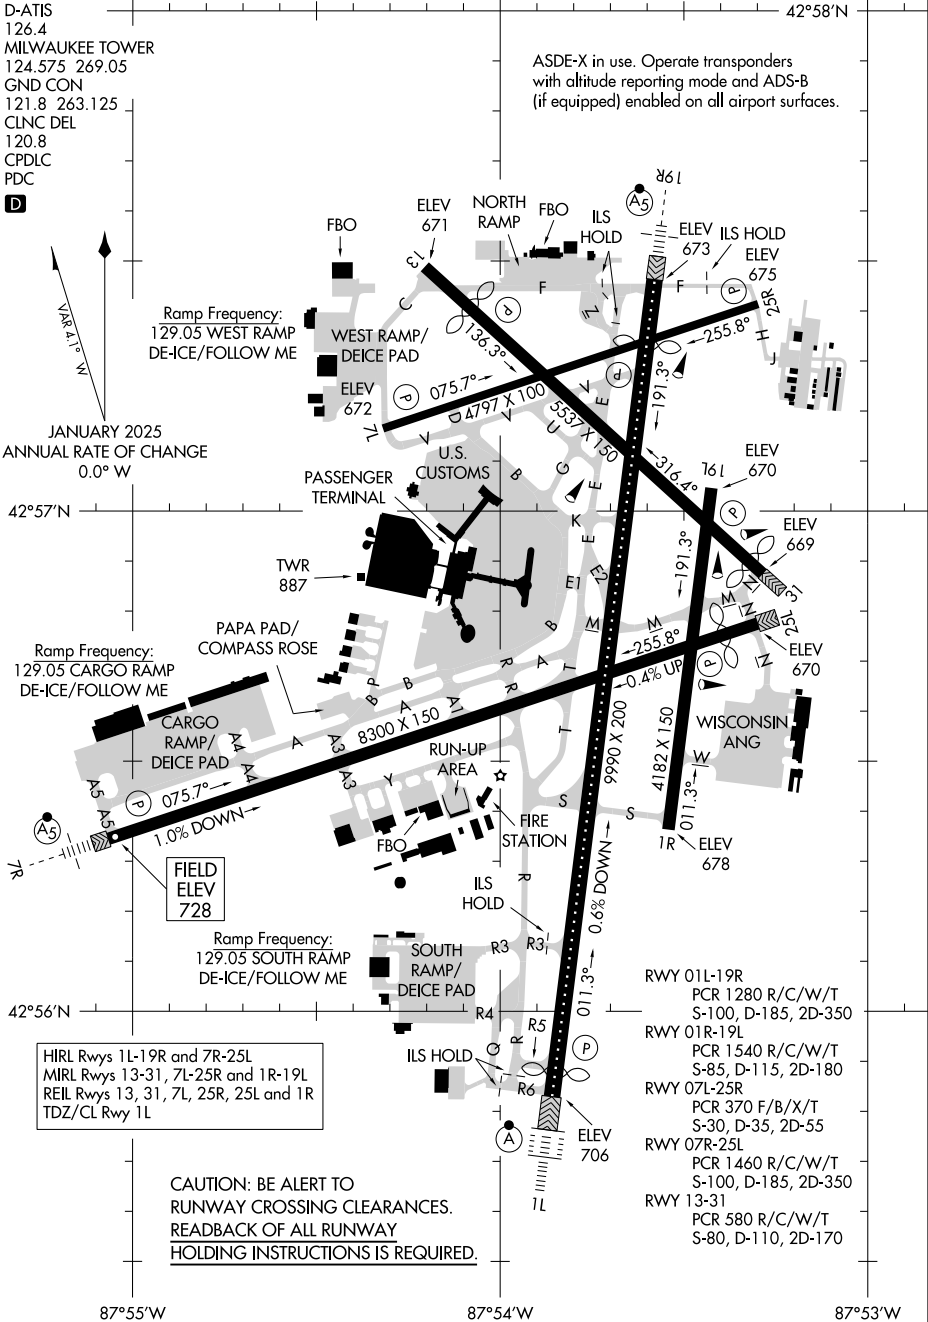 D-ATIS
126.4
MILWAUKEE TOWER
124.575 269.05
GND CON
121.8 263.125
CLNC DEL
120.8
CPDLC
PDC
D
42°58'N
ASDE-X in use. Operate transponders
with altitude reporting mode and ADS-B
(if equipped) enabled on all airport surfaces.
VAR 4.1° W
JANUARY 2025
ANNUAL RATE OF CHANGE
0.0° W
FBO
ELEV
671
NORTH
RAMP
FBO
ILS
HOLD
A5
19R
ELEV
673
ILS HOLD
ELEV
675
13
C
F
Z
F
P
P
25R
H
J
Ramp Frequency:
129.05 WEST RAMP
DE-ICE/FOLLOW ME
WEST RAMP/
DEICE PAD
ELEV
672
136.3°
255.8°
P
075.7°
4797 X 100
P
191.3°
7L
V
D
V
U
E
V
5537 X 150
U.S.
CUSTOMS
B
G
E
316.4°
19L
ELEV
670
PASSENGER
TERMINAL
42°57'N
K
E
P
ELEV
669
191.3°
TWR
887
E1
E2
31
N
M
N
25L
PAPA PAD/
COMPASS ROSE
B
M
M
255.8°
0.4% UP
P
N
ELEV
670
Ramp Frequency:
129.05 CARGO RAMP
DE-ICE/FOLLOW ME
R
R
A
T
T
B
P
B
A
A1
8300 X 150
CARGO
RAMP/
DEICE PAD
A4
A4
A
A3
A3
Y
RUN-UP
AREA
9990 X 200
4182 X 150
WISCONSIN
ANG
W
A5
A5
P
075.7°
1.0% DOWN
A5
7R
FIELD
ELEV
728
FBO
FIRE
STATION
S
S
011.3°
1R
ELEV
678
R
0.6% DOWN
ILS
HOLD
R3
R3
Ramp Frequency:
129.05 SOUTH RAMP
DE-ICE/FOLLOW ME
SOUTH
RAMP/
DEICE PAD
011.3°
42°56'N
R4
R5
Q
R
P
ILS HOLD
R6
HIRL Rwys 1L-19R and 7R-25L
MIRL Rwys 13-31, 7L-25R and 1R-19L
REIL Rwys 13, 31, 7L, 25R, 25L and 1R
TDZ/CL Rwy 1L
A
ELEV
706
1L
RWY 01L-19R
PCR 1280 R/C/W/T
S-100, D-185, 2D-350
RWY 01R-19L
PCR 1540 R/C/W/T
S-85, D-115, 2D-180
RWY 07L-25R
PCR 370 F/B/X/T
S-30, D-35, 2D-55
RWY 07R-25L
PCR 1460 R/C/W/T
S-100, D-185, 2D-350
RWY 13-31
PCR 580 R/C/W/T
S-80, D-110, 2D-170
CAUTION: BE ALERT TO
RUNWAY CROSSING CLEARANCES.
READBACK OF ALL RUNWAY
HOLDING INSTRUCTIONS IS REQUIRED.
87°55'W
87°54'W
87°53'W